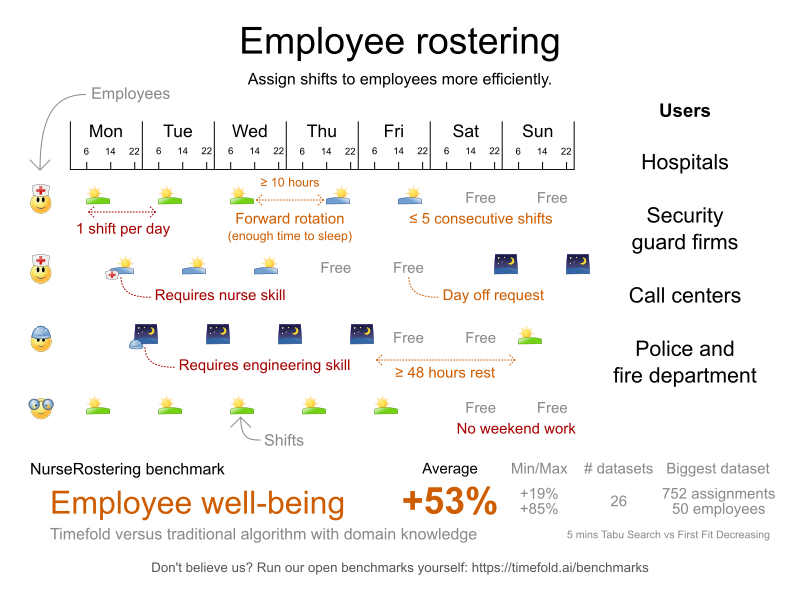 Employee rostering
Assign shifts to employees more efficiently.
Employees
Users
Mon Tue Wed Thu Fri Sat Sun
6 14 22 6 14 22 6 14 22 6 14 22 6 14 22 6 14 22 6 14 22
Hospitals
≥ 10 hours
Free Free
1 shift per day
Forward rotation
(enough time to sleep)
≤ 5 consecutive shifts
Security
guard firms
Free Free
Requires nurse skill
Day off request
Call centers
Free Free
Requires engineering skill
≥ 48 hours rest
Police and
fire department
Free Free
No weekend work
Shifts
NurseRostering benchmark
Average Min/Max # datasets Biggest dataset
Employee well-being
+53%
+19%
+85%
26
752 assignments
50 employees
Timefold versus traditional algorithm with domain knowledge
5 mins Tabu Search vs First Fit Decreasing
Don't believe us? Run our open benchmarks yourself: https://timefold.ai/benchmarks